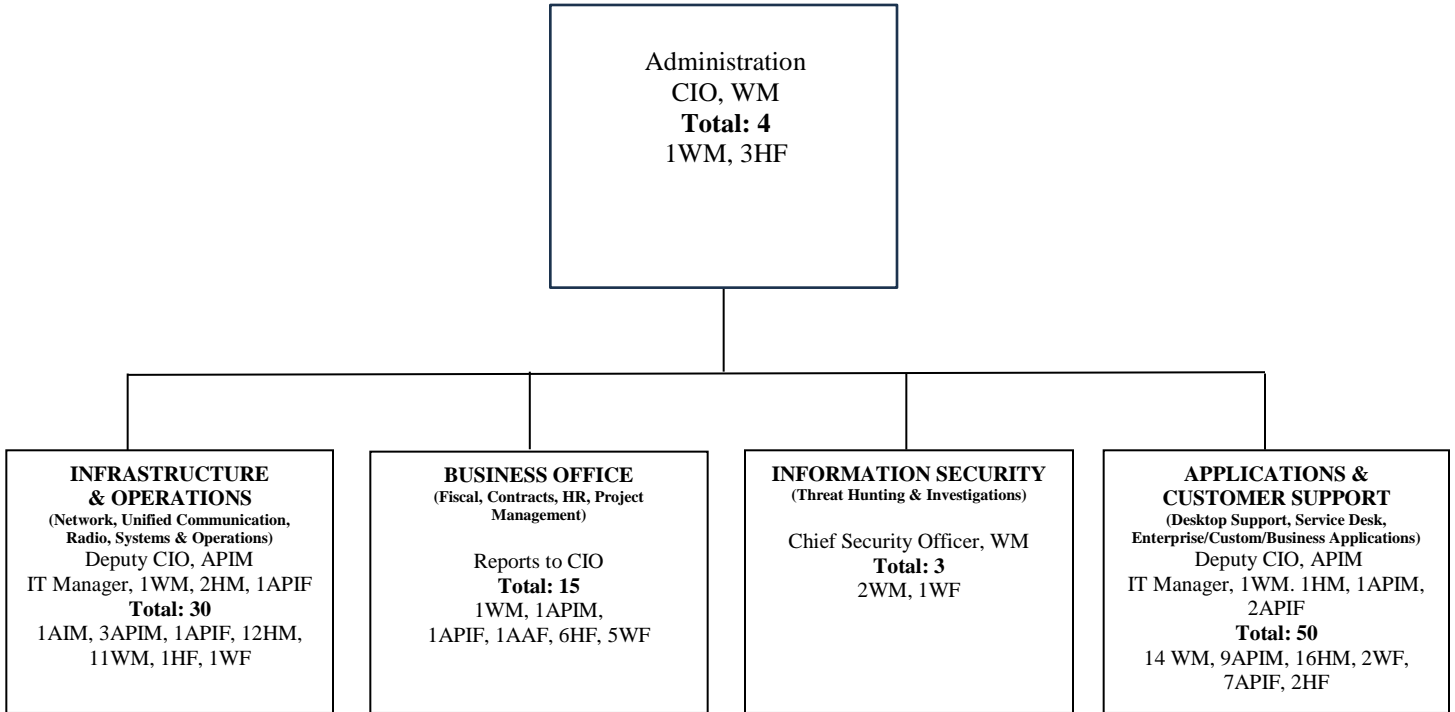 Administration
CIO, WM
Total: 4
1WM, 3HF
INFRASTRUCTURE
& OPERATIONS
(Network, Unified Communication,
Radio, Systems & Operations)
Deputy CIO, APIM
IT Manager, 1WM, 2HM, 1APIF
Total: 30
1AIM, 3APIM, 1APIF, 12HM,
11WM, 1HF, 1WF
BUSINESS OFFICE
(Fiscal, Contracts, HR, Project
Management)
Reports to CIO
Total: 15
1WM, 1APIM,
1APIF, 1AAF, 6HF, 5WF
INFORMATION SECURITY
(Threat Hunting & Investigations)
Chief Security Officer, WM
Total: 3
2WM, 1WF
APPLICATIONS &
CUSTOMER SUPPORT
(Desktop Support, Service Desk,
Enterprise/Custom/Business Applications)
Deputy CIO, APIM
IT Manager, 1WM. 1HM, 1APIM,
2APIF
Total: 50
14 WM, 9APIM, 16HM, 2WF,
7APIF, 2HF